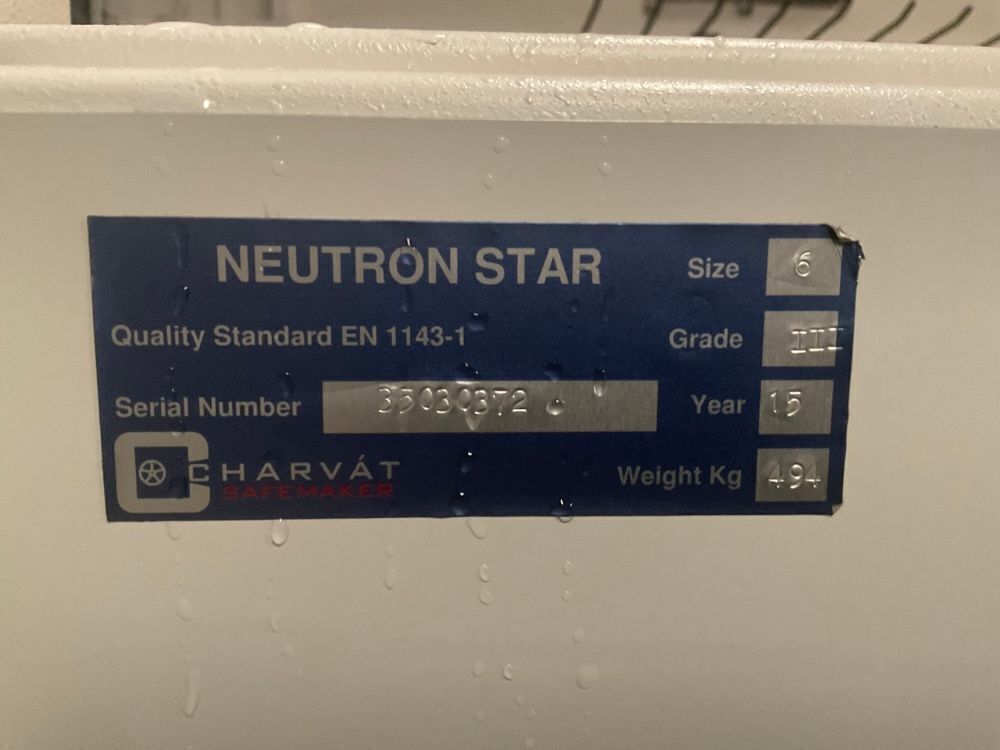 NEUTRON STAR Size 6
Quality Standard EN 1143-1 Grade III
Serial Number 35030372 Year 15
CHARVÁT Weight Kg 494
SAFEMAKER